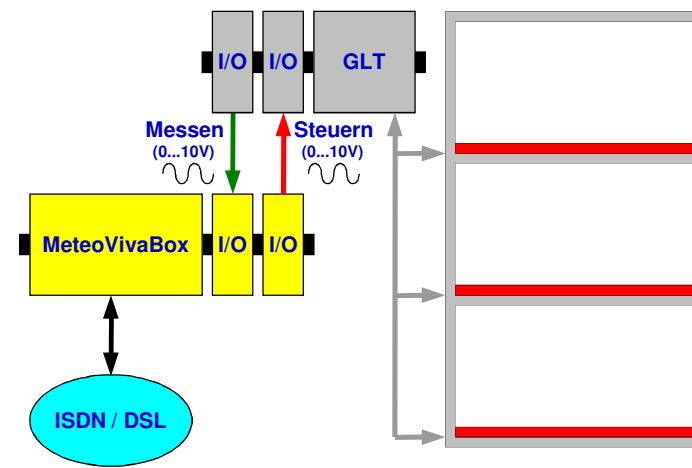 I/O
I/O
GLT
Messen
(0...10V)
Steuern
(0...10V)
MeteoVivaBox
I/O
I/O
ISDN / DSL